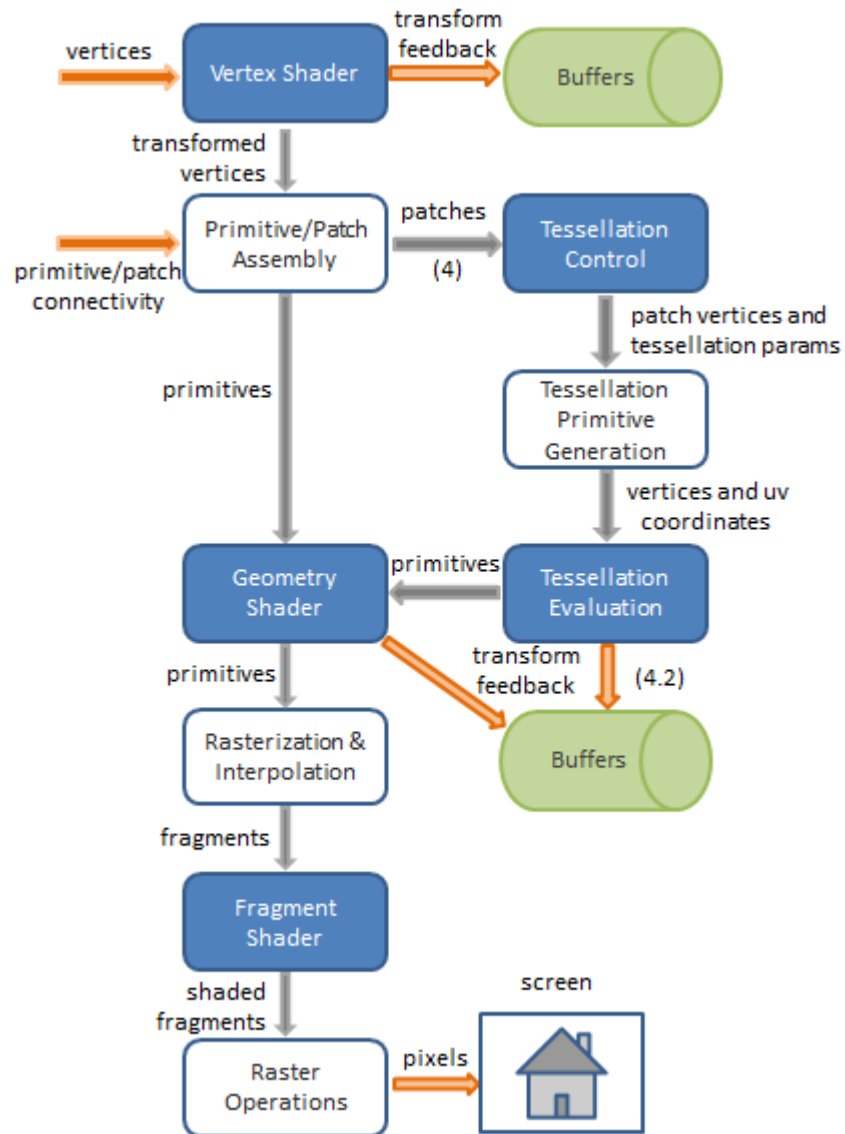 transform
feedback
vertices
Vertex Shader
Buffers
transformed
vertices
patches
Primitive/Patch
Assembly
Tessellation
Control
(4)
primitive/patch
connectivity
patch vertices and
tessellation params
primitives
Tessellation
Primitive
Generation
vertices and uv
coordinates
primitives
Geometry
Shader
Tessellation
Evaluation
transform
feedback
(4.2)
primitives
Rasterization &
Interpolation
Buffers
fragments
Fragment
Shader
shaded
fragments
screen
pixels
Raster
Operations